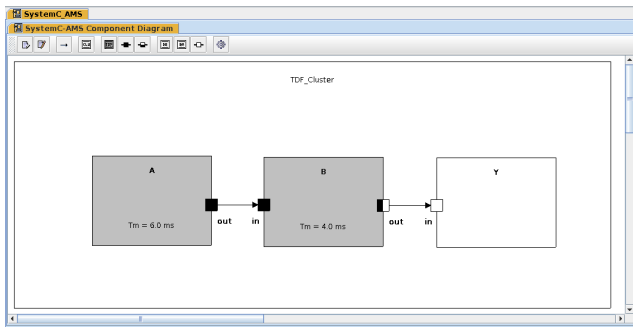 SystemC_AMS
SystemC-AMS Component Diagram
TDF_Cluster
A
B
Y
out
in
out
in
Tm = 6.0 ms
Tm = 4.0 ms